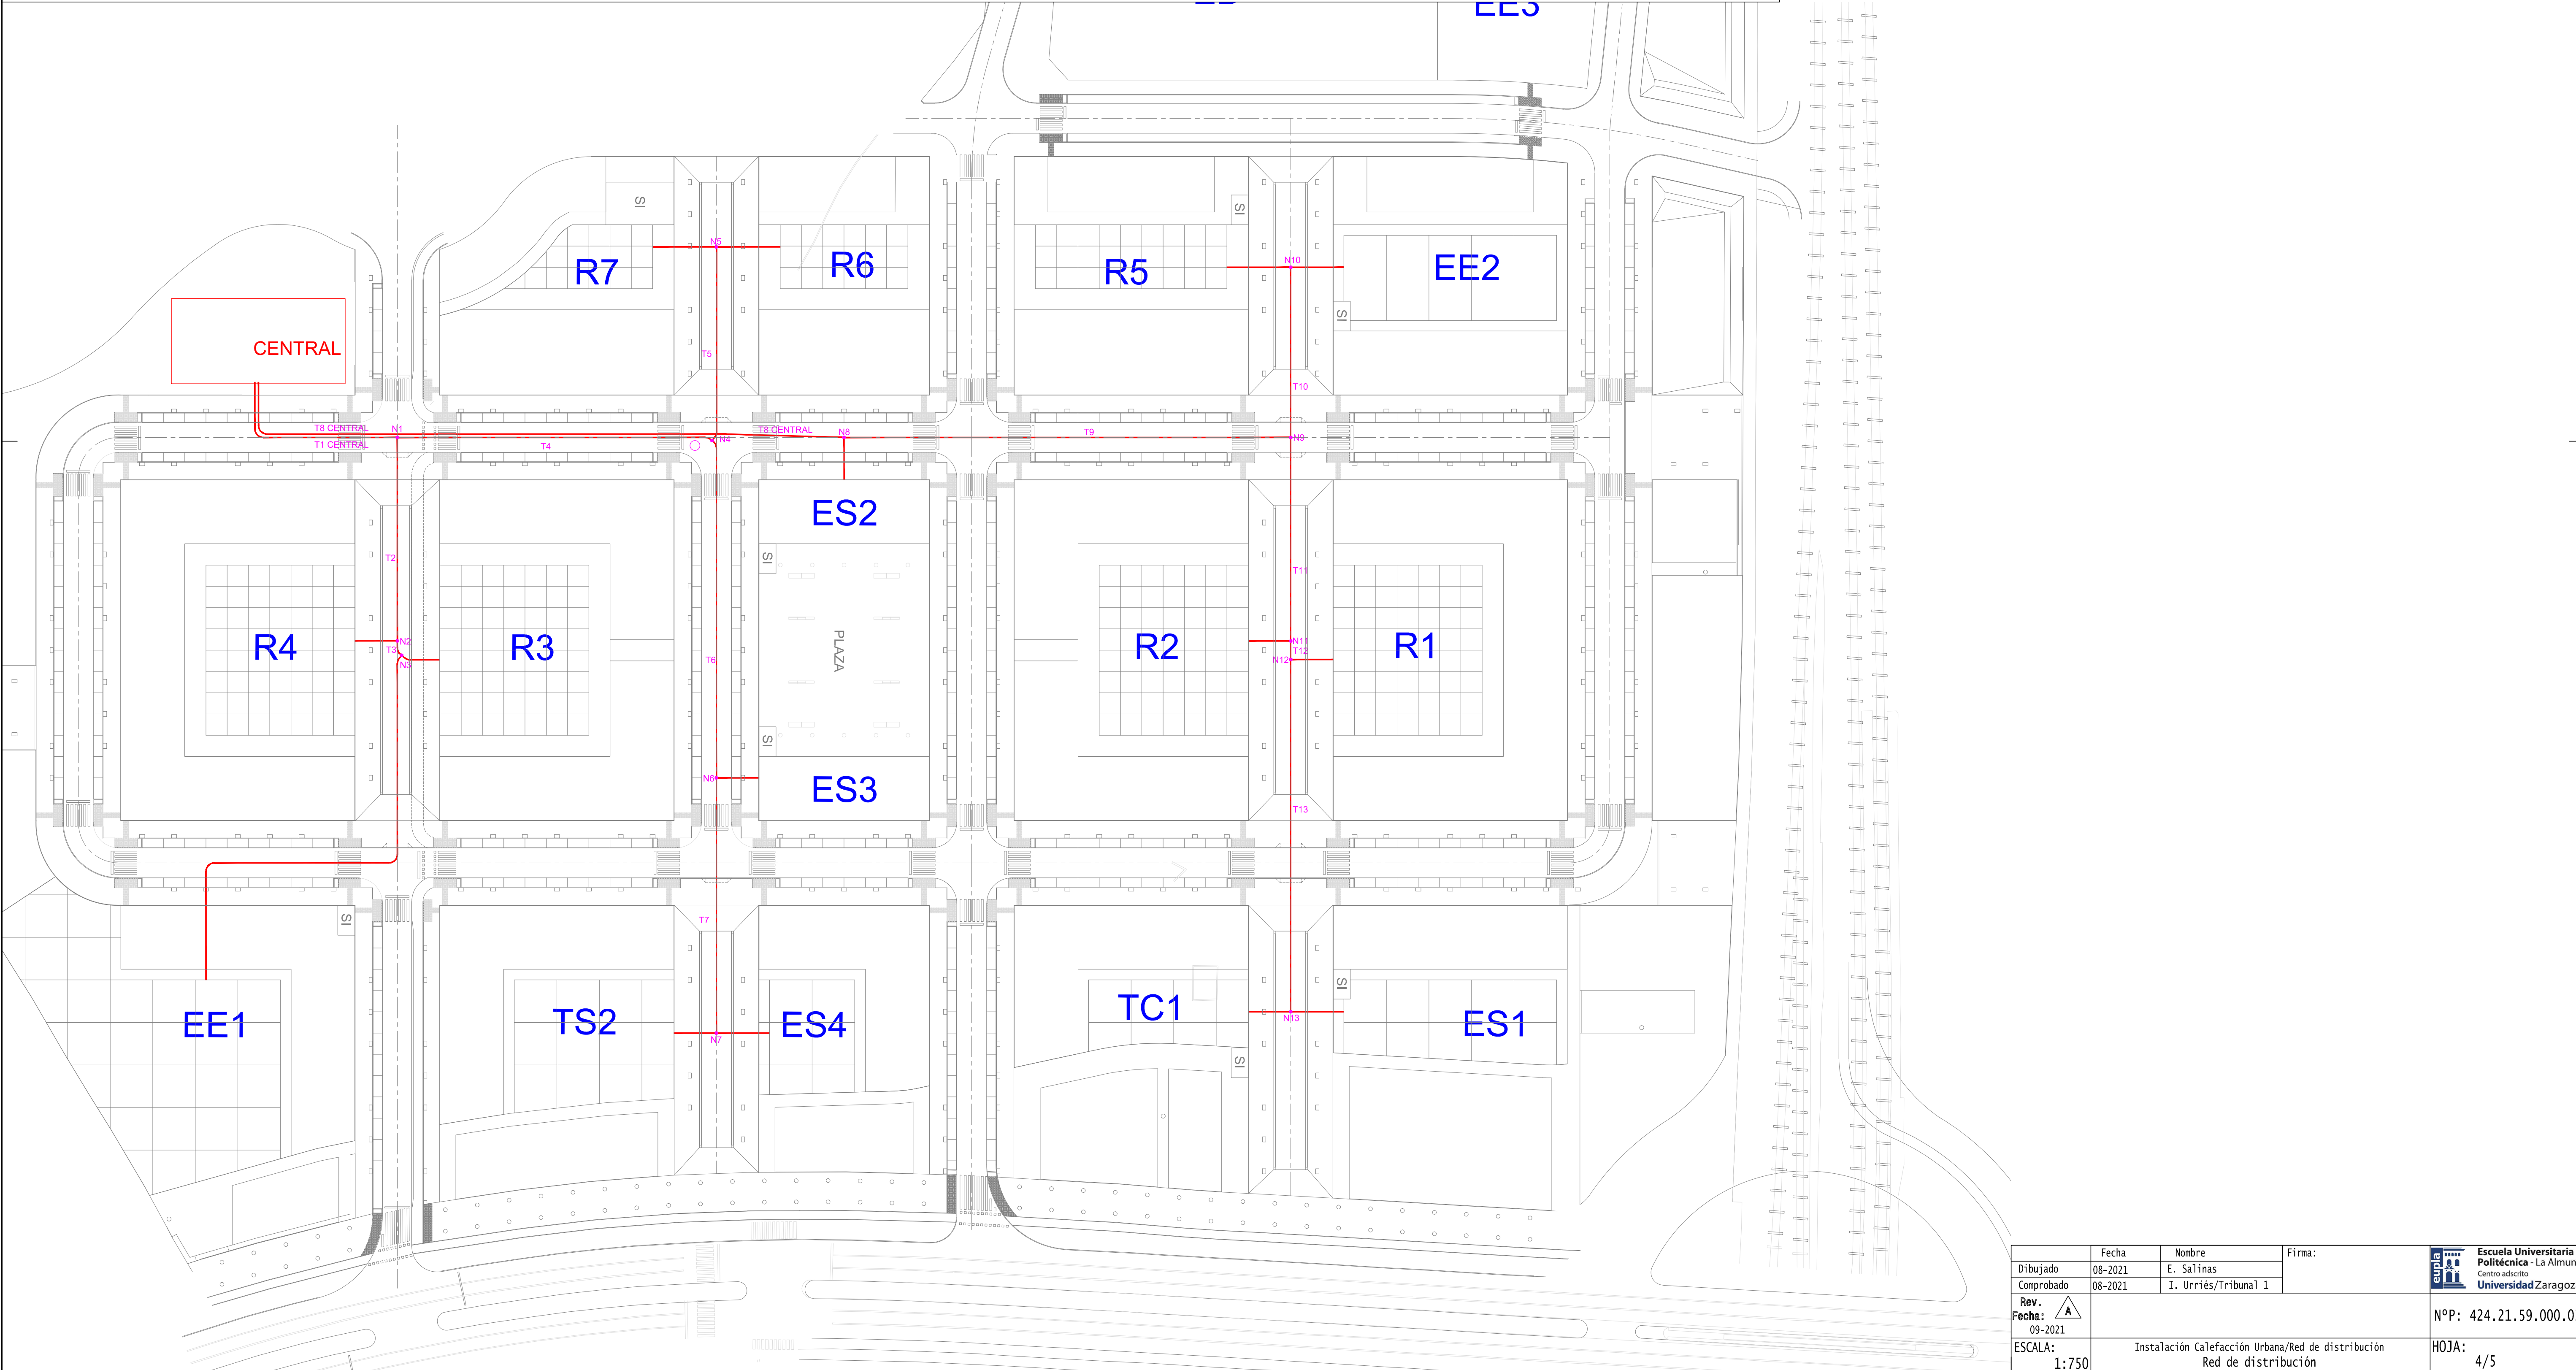 EE3
SI
SI
N5
R7
R6
R5
N10
EE2
SI
CENTRAL
T5
T10
T8 CENTRAL
N1
T1 CENTRAL
T4
N4
T8 CENTRAL
N8
T9
N9
ES2
T2
SI
T11
PLAZA
R4
N2
T3
N3
R3
T6
R2
N11
T12
N12
R1
SI
N6
ES3
T13
SI
T7
EE1
TS2
ES4
N7
TC1
SI
N13
SI
ES1
Fecha Nombre Firma:
Dibujado 08-2021 E. Salinas
Comprobado 08-2021 I. Urriés/Tribunal 1
Rev. A
Fecha:
09-2021
ESCALA:
1:750
Instalación Calefacción Urbana/Red de distribución
Red de distribución
eupla
Escuela Universitaria
Politécnica - La Almun
Centro adscrito
Universidad Zaragoz
NºP: 424.21.59.000.0
HOJA:
4/5